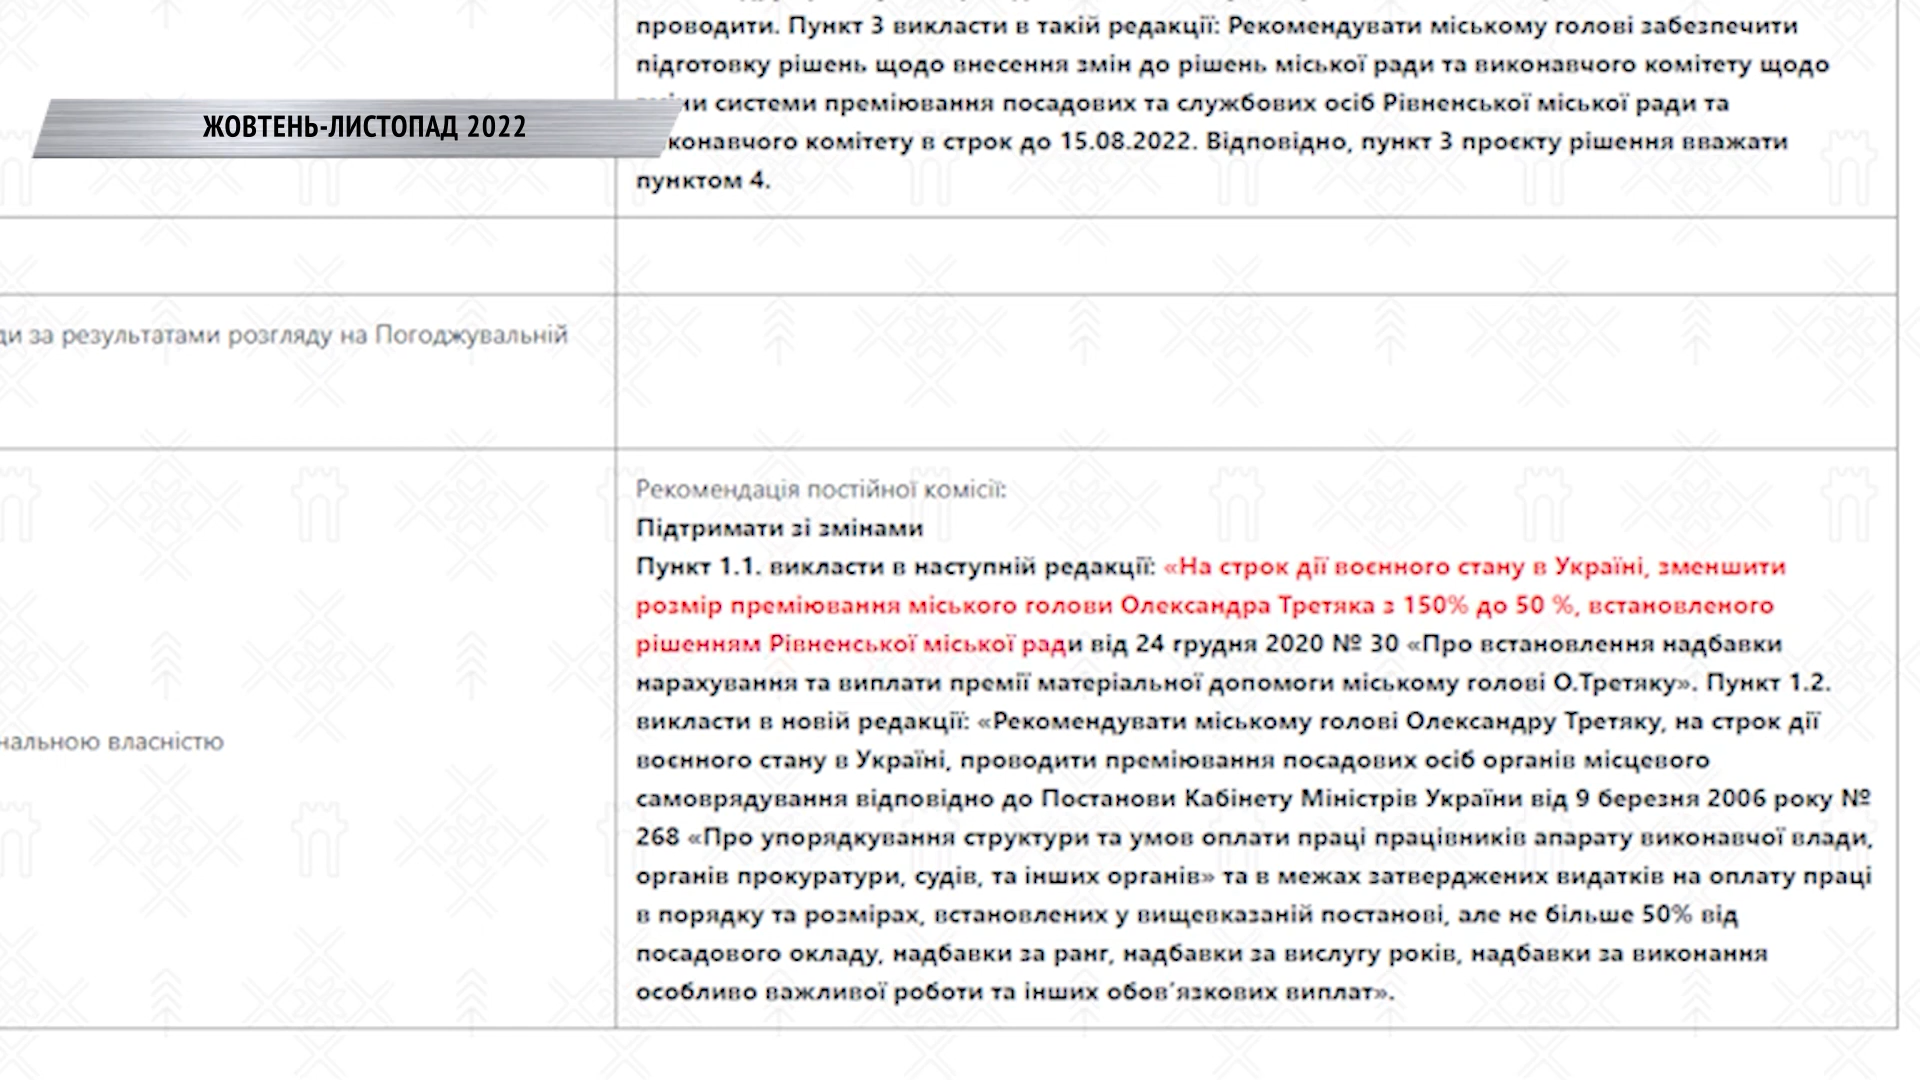 проводити. Пункт 3 викласти в такій редакції: Рекомендувати міському голові забезпечити
підготовку рішень щодо внесення змін до рішень міської ради та виконавчого комітету щодо
системи преміювання посадових та службових осіб Рівненської міської ради та
ЖОВТЕНЬ-ЛИСТОПАД 2022
конавчого комітету в строк до 15.08.2022. Відповідно, пункт 3 проєкту рішення вважати
пунктом 4.
ди за результатами розгляду на Погоджувальній
Рекомендація постійної комісії:
Підтримати зі змінами
Пункт 1.1. викласти в наступній редакції: «На строк дії воєнного стану в Україні, зменшити
розмір преміювання міського голови Олександра Третяка з 150% до 50 %, встановленого
рішенням Рівненської міської ради від 24 грудня 2020 № 30 «Про встановлення надбавки
нарахування та виплати премії матеріальної допомоги міському голові О.Третяку». Пункт 1.2.
викласти в новій редакції: «Рекомендувати міському голові Олександру Третяку, на строк дії
воєнного стану в Україні, проводити преміювання посадових осіб органів місцевого
нальною власністю
самоврядування відповідно до Постанови Кабінету Міністрів України від 9 березня 2006 року №
268 «Про упорядкування структури та умов оплати праці працівників апарату виконавчої влади,
органів прокуратури, судів, та інших органів» та в межах затверджених видатків на оплату праці
в порядку та розмірах, встановлених у вищевказаній постанові, але не більше 50% від
посадового окладу, надбавки за ранг, надбавки за вислугу років, надбавки за виконання
особливо важливої роботи та інших обов'язкових виплат».